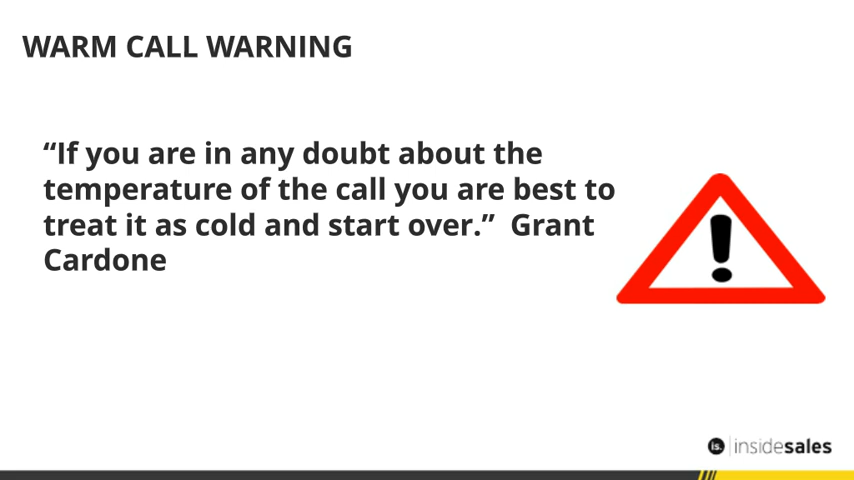 WARM CALL WARNING
“If you are in any doubt about the
temperature of the call you are best to
treat it as cold and start over.”  Grant
Cardone
is. insidesales